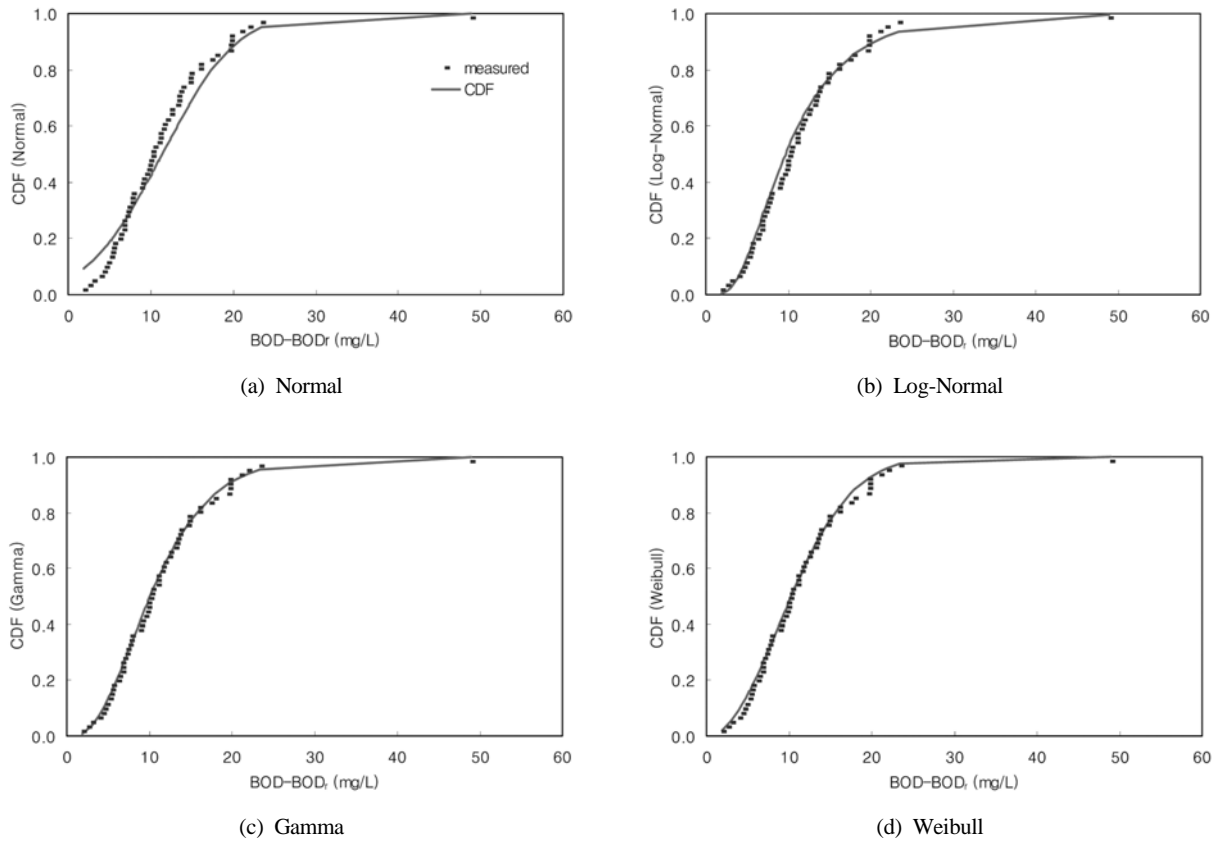 1.0
0.8
0.6
0.4
0.2
0.0
CDF (Normal)
measured
CDF
0 10 20 30 40 50 60
BOD-BODr (mg/L)
(a) Normal
1.0
0.8
0.6
0.4
0.2
0.0
CDF (Log-Normal)
0 10 20 30 40 50 60
BOD-BODr (mg/L)
(b) Log-Normal
1.0
0.8
0.6
0.4
0.2
0.0
CDF (Gamma)
0 10 20 30 40 50 60
BOD-BODr (mg/L)
(c) Gamma
1.0
0.8
0.6
0.4
0.2
0.0
CDF (Weibull)
0 10 20 30 40 50 60
BOD-BODr (mg/L)
(d) Weibull